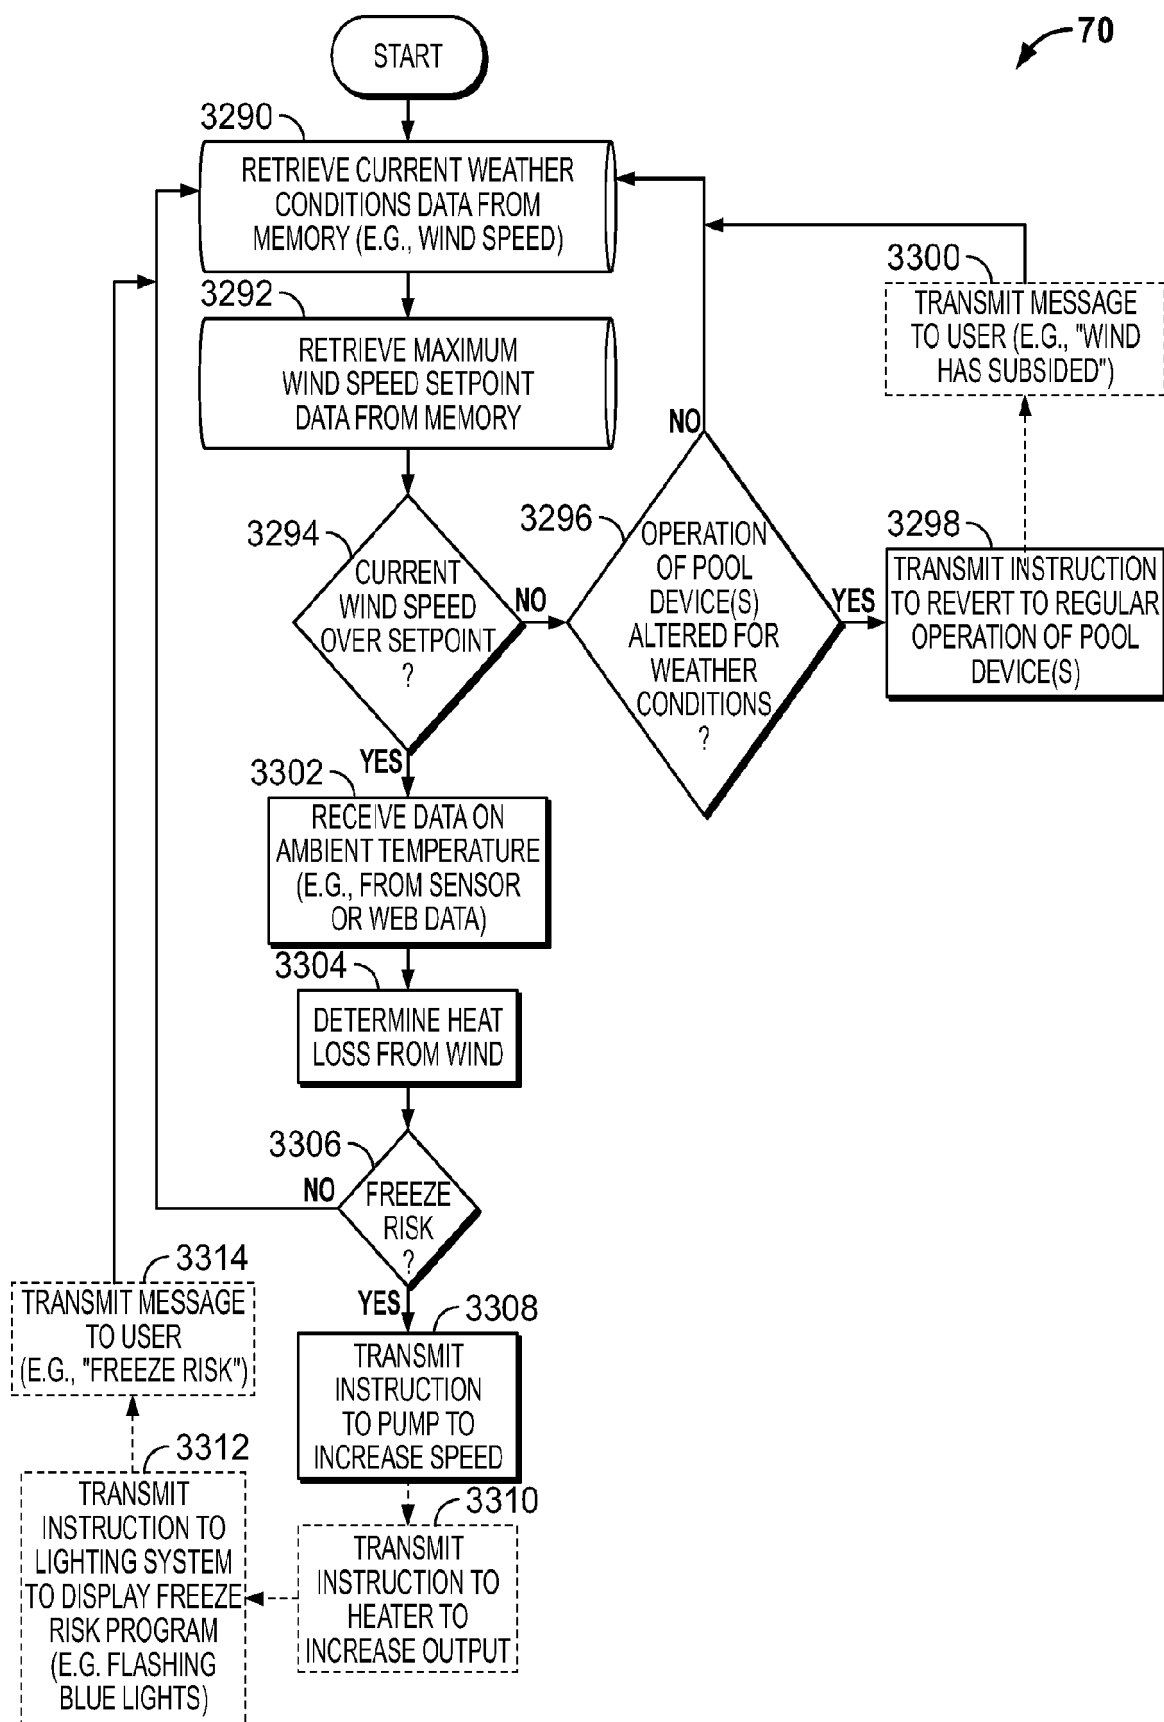 70
START
3290
RETRIEVE CURRENT WEATHER
CONDITIONS DATA FROM
MEMORY (E.G., WIND SPEED)
3292
RETRIEVE MAXIMUM
WIND SPEED SETPOINT
DATA FROM MEMORY
3294
CURRENT
WIND SPEED
OVER SETPOINT
?
NO
3296
OPERATION
OF POOL
DEVICE(S)
ALTERED FOR
WEATHER
CONDITIONS
?
NO
YES
3298
TRANSMIT INSTRUCTION
TO REVERT TO REGULAR
OPERATION OF POOL
DEVICE(S)
3300
TRANSMIT MESSAGE
TO USER (E.G., "WIND
HAS SUBSIDED")
YES
3302
RECEIVE DATA ON
AMBIENT TEMPERATURE
(E.G., FROM SENSOR
OR WEB DATA)
3304
DETERMINE HEAT
LOSS FROM WIND
3306
FREEZE
RISK
?
NO
YES
3308
TRANSMIT
INSTRUCTION
TO PUMP TO
INCREASE SPEED
3310
TRANSMIT
INSTRUCTION TO
HEATER TO
INCREASE OUTPUT
3312
TRANSMIT
INSTRUCTION TO
LIGHTING SYSTEM
TO DISPLAY FREEZE
RISK PROGRAM
(E.G. FLASHING
BLUE LIGHTS)
3314
TRANSMIT MESSAGE
TO USER
(E.G., "FREEZE RISK")